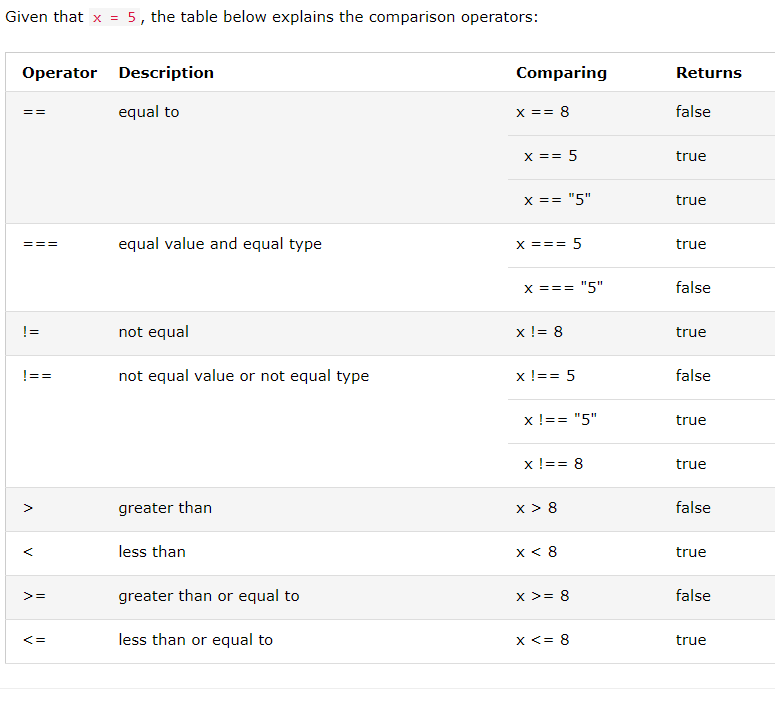 Given that x = 5, the table below explains the comparison operators:
Operator Description Comparing Returns
== equal to x == 8 false
x == 5 true
x == "5" true
=== equal value and equal type x === 5 true
x === "5" false
!= not equal x != 8 true
!== not equal value or not equal type x !== 5 false
x !== "5" true
x !== 8 true
> greater than x > 8 false
< less than x < 8 true
>= greater than or equal to x >= 8 false
<= less than or equal to x <= 8 true